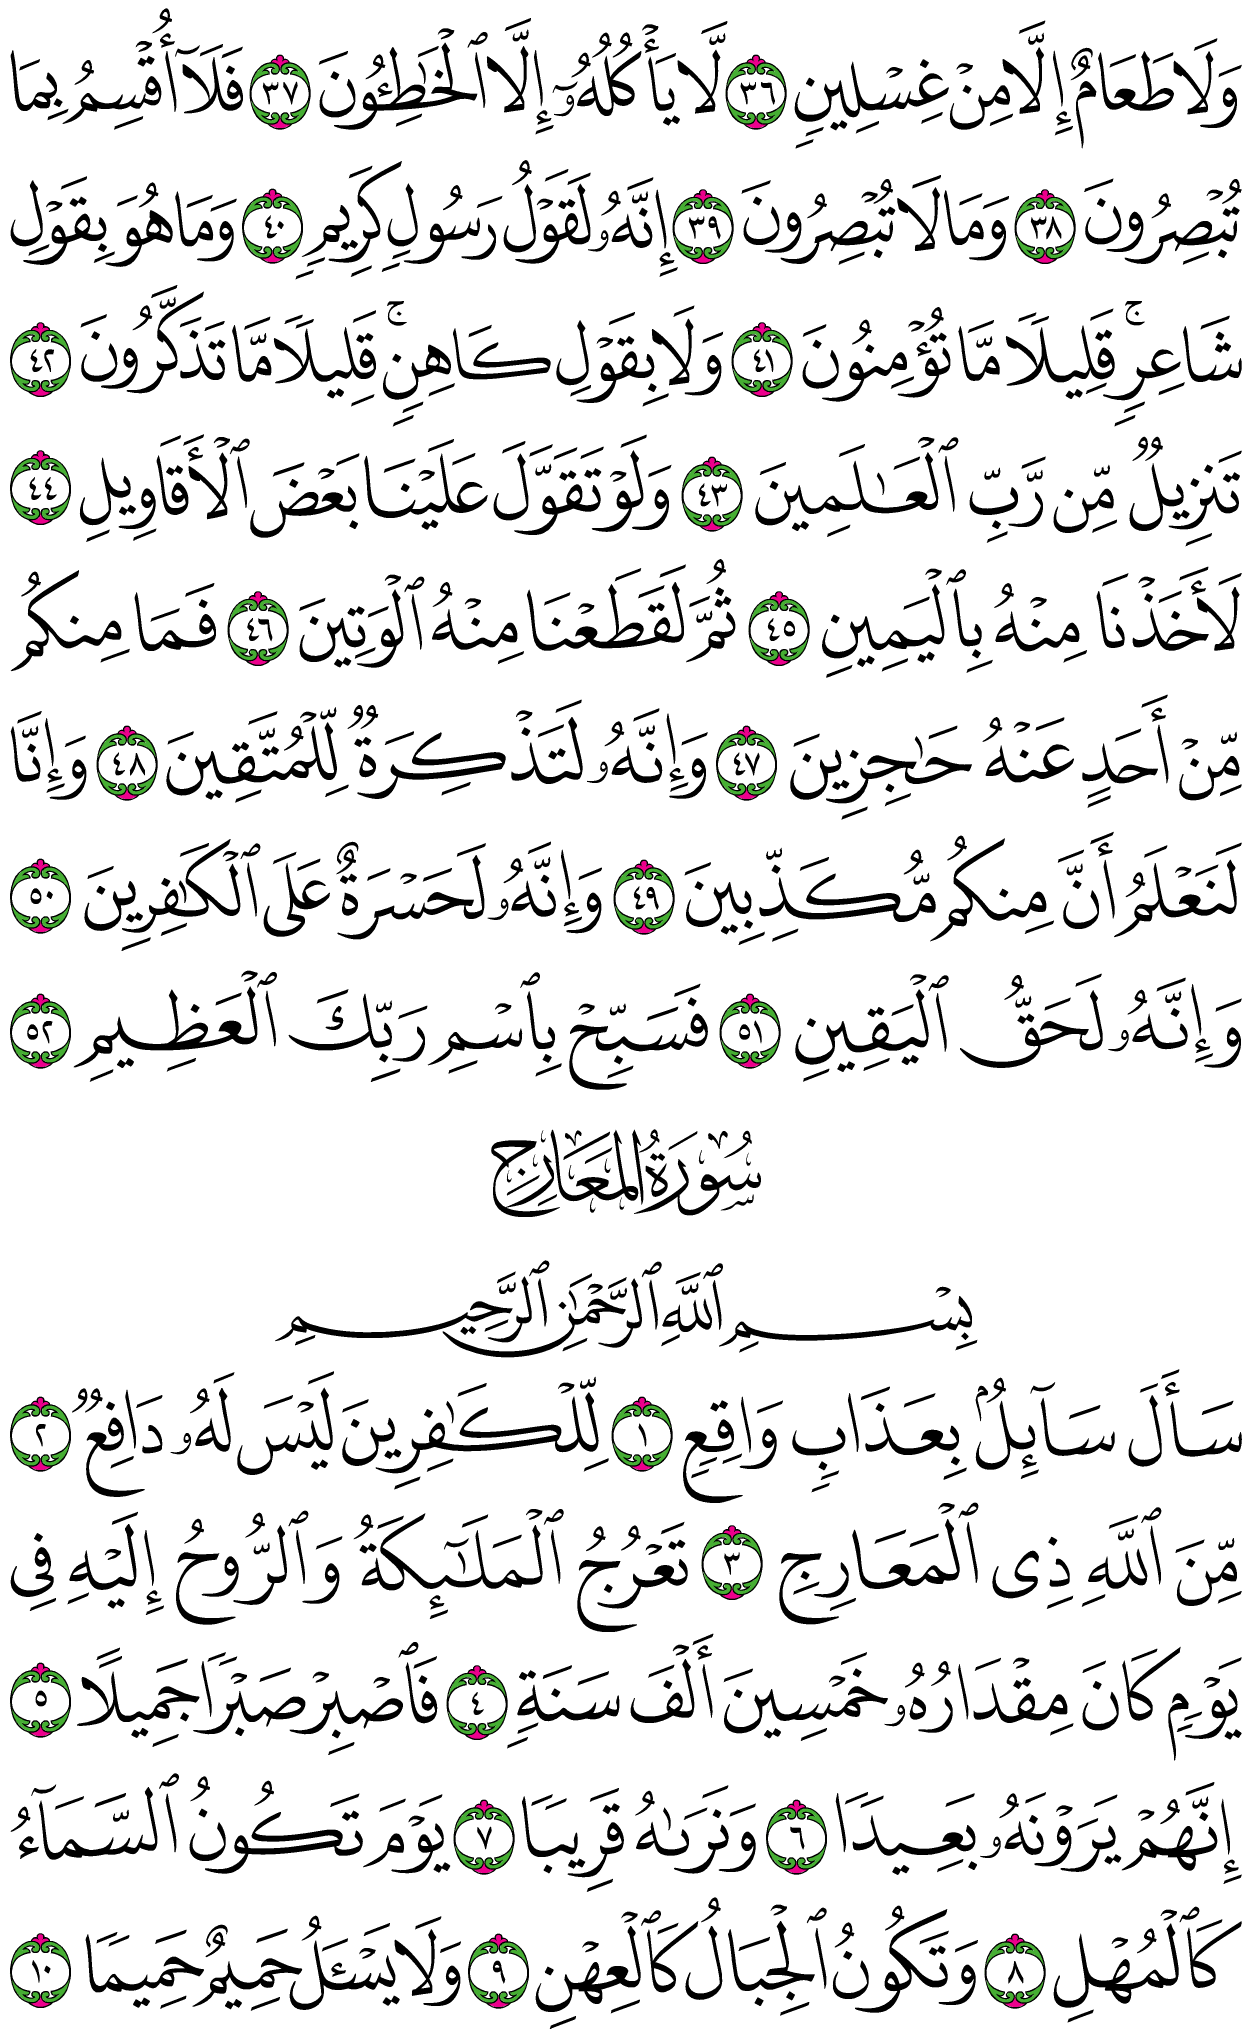 وَلَا طَعَامٌ إِلَّا مِنْ غِسْلِينٍ ٣٦ لَّا يَأْكُلُهُۥٓ إِلَّا ٱلْخَٰطِـُٔونَ ٣٧ فَلَآ أُقْسِمُ بِمَا
تُبْصِرُونَ ٣٨ وَمَا لَا تُبْصِرُونَ ٣٩ إِنَّهُۥ لَقَوْلُ رَسُولٍ كَرِيمٍ ٤٠ وَمَا هُوَ بِقَوْلِ
شَاعِرٍۚ قَلِيلًا مَّا تُؤْمِنُونَ ٤١ وَلَا بِقَوْلِ كَاهِنٍۚ قَلِيلًا مَّا تَذَكَّرُونَ ٤٢
تَنزِيلٌ مِّن رَّبِّ ٱلْعَٰلَمِينَ ٤٣ وَلَوْ تَقَوَّلَ عَلَيْنَا بَعْضَ ٱلْأَقَاوِيلِ ٤٤
لَأَخَذْنَا مِنْهُ بِٱلْيَمِينِ ٤٥ ثُمَّ لَقَطَعْنَا مِنْهُ ٱلْوَتِينَ ٤٦ فَمَا مِنكُم
مِّنْ أَحَدٍ عَنْهُ حَٰجِزِينَ ٤٧ وَإِنَّهُۥ لَتَذْكِرَةٌ لِّلْمُتَّقِينَ ٤٨ وَإِنَّا
لَنَعْلَمُ أَنَّ مِنكُم مُّكَذِّبِينَ ٤٩ وَإِنَّهُۥ لَحَسْرَةٌ عَلَى ٱلْكَٰفِرِينَ ٥٠
وَإِنَّهُۥ لَحَقُّ ٱلْيَقِينِ ٥١ فَسَبِّحْ بِٱسْمِ رَبِّكَ ٱلْعَظِيمِ ٥٢
سُورَةُ المَعَارِجِ
بِسْمِ ٱللَّهِ ٱلرَّحْمَٰنِ ٱلرَّحِيمِ
سَأَلَ سَآئِلٌۢ بِعَذَابٍ وَاقِعٍ ١ لِّلْكَٰفِرِينَ لَيْسَ لَهُۥ دَافِعٌ ٢
مِّنَ ٱللَّهِ ذِى ٱلْمَعَارِجِ ٣ تَعْرُجُ ٱلْمَلَٰٓئِكَةُ وَٱلرُّوحُ إِلَيْهِ فِى
يَوْمٍ كَانَ مِقْدَارُهُۥ خَمْسِينَ أَلْفَ سَنَةٍ ٤ فَٱصْبِرْ صَبْرًا جَمِيلًا ٥
إِنَّهُمْ يَرَوْنَهُۥ بَعِيدًا ٦ وَنَرَىٰهُ قَرِيبًا ٧ يَوْمَ تَكُونُ ٱلسَّمَآءُ
كَٱلْمُهْلِ ٨ وَتَكُونُ ٱلْجِبَالُ كَٱلْعِهْنِ ٩ وَلَا يَسْـَٔلُ حَمِيمٌ حَمِيمًا ١٠